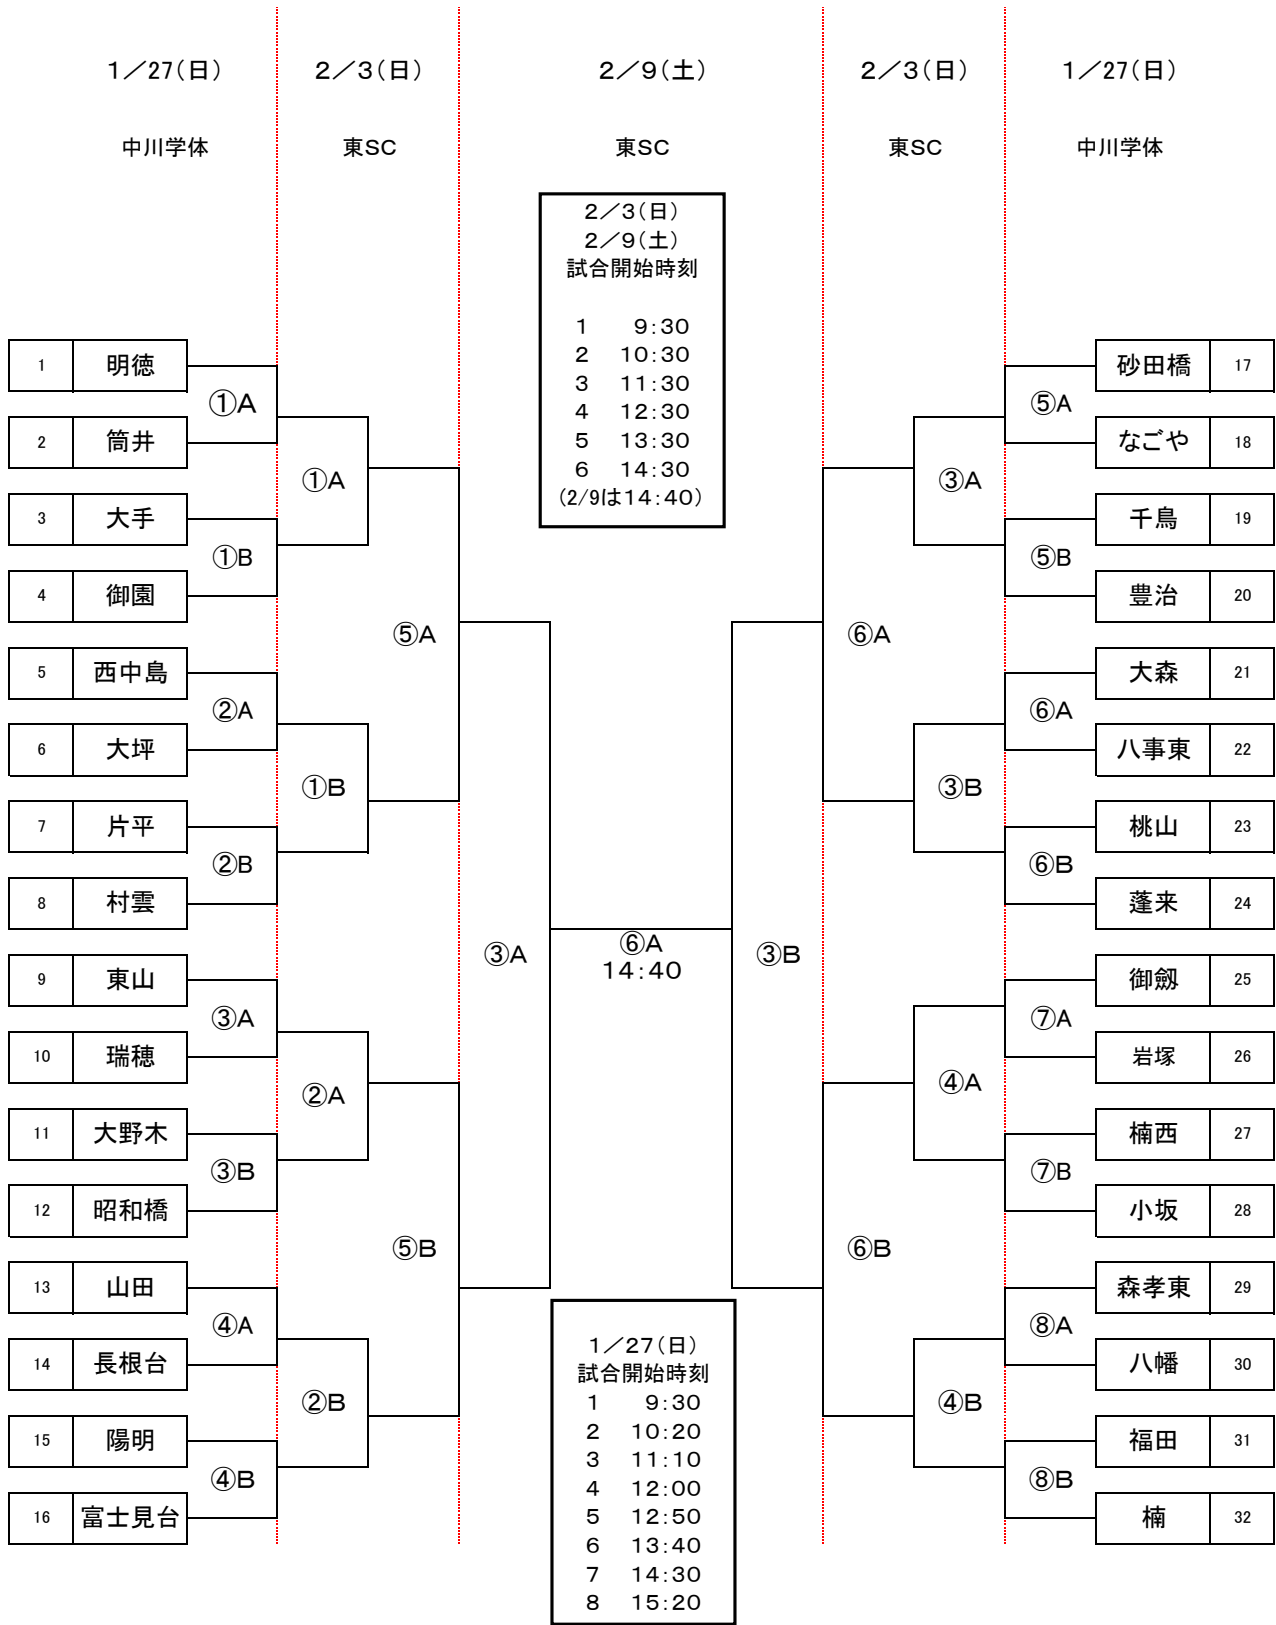 1／27(日) 2／3(日) 2／9(土) 2／3(日) 1／27(日)
中川学体 東SC 東SC 東SC 中川学体
2／3(日)
2／9(土)
試合開始時刻
1 9:30
2 10:30
3 11:30
4 12:30
5 13:30
6 14:30
(2/9は14:40)
1 明徳 砂田橋 17
①A ⑤A
2 筒井 なごや 18
①A ③A
3 大手 千鳥 19
①B ⑤B
4 御園 豊治 20
⑤A ⑥A
5 西中島 大森 21
②A ⑥A
6 大坪 八事東 22
①B ③B
7 片平 桃山 23
②B ⑥B
8 村雲 蓬来 24
③A ⑥A ③B
14:40
9 東山 御劔 25
③A ⑦A
10 瑞穂 岩塚 26
②A ④A
11 大野木 楠西 27
③B ⑦B
12 昭和橋 小坂 28
⑤B ⑥B
13 山田 森孝東 29
④A ⑧A
14 長根台 八幡 30
②B ④B
15 陽明 福田 31
④B ⑧B
16 富士見台 楠 32
1／27(日)
試合開始時刻
1 9:30
2 10:20
3 11:10
4 12:00
5 12:50
6 13:40
7 14:30
8 15:20